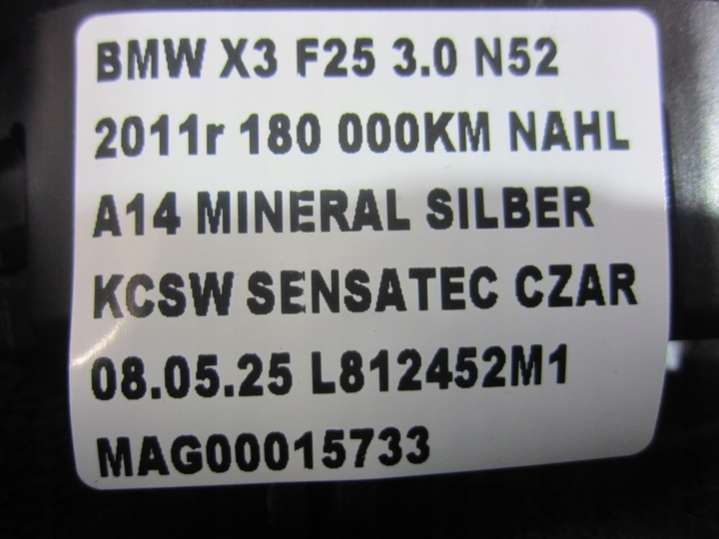 BMW X3 F25 3.0 N52
2011r 180 000KM NAHL
A14 MINERAL SILBER
KCSW SENSATEC CZAR
08.05.25 L812452M1
MAG00015733